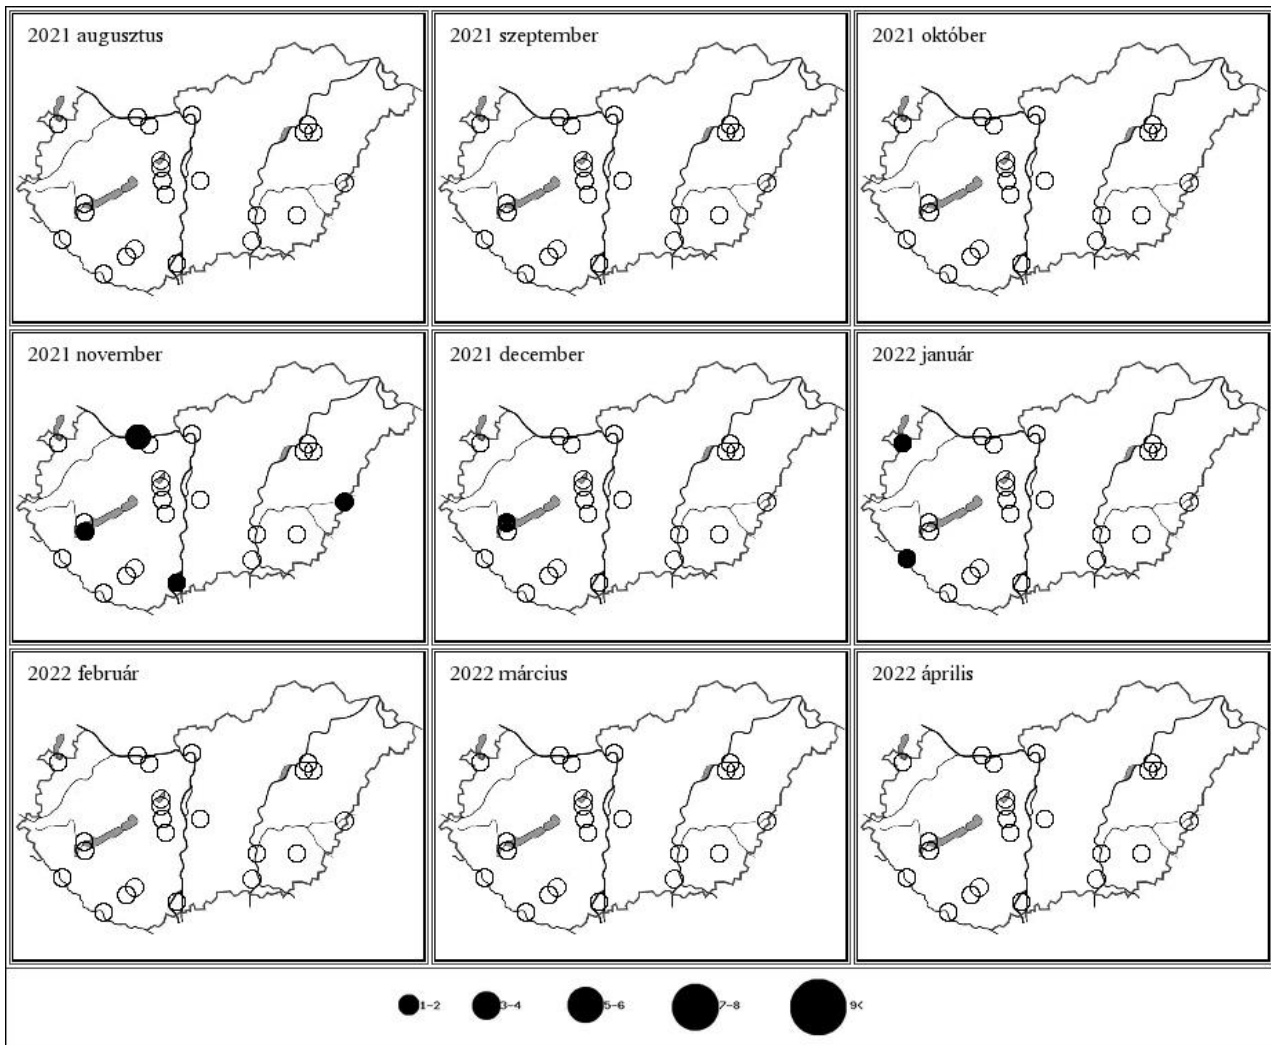 2021 augusztus
2021 szeptember
2021 október
2021 november
2021 december
2022 január
2022 február
2022 március
2022 április
1-2 3-4 5-6 7-8 9<